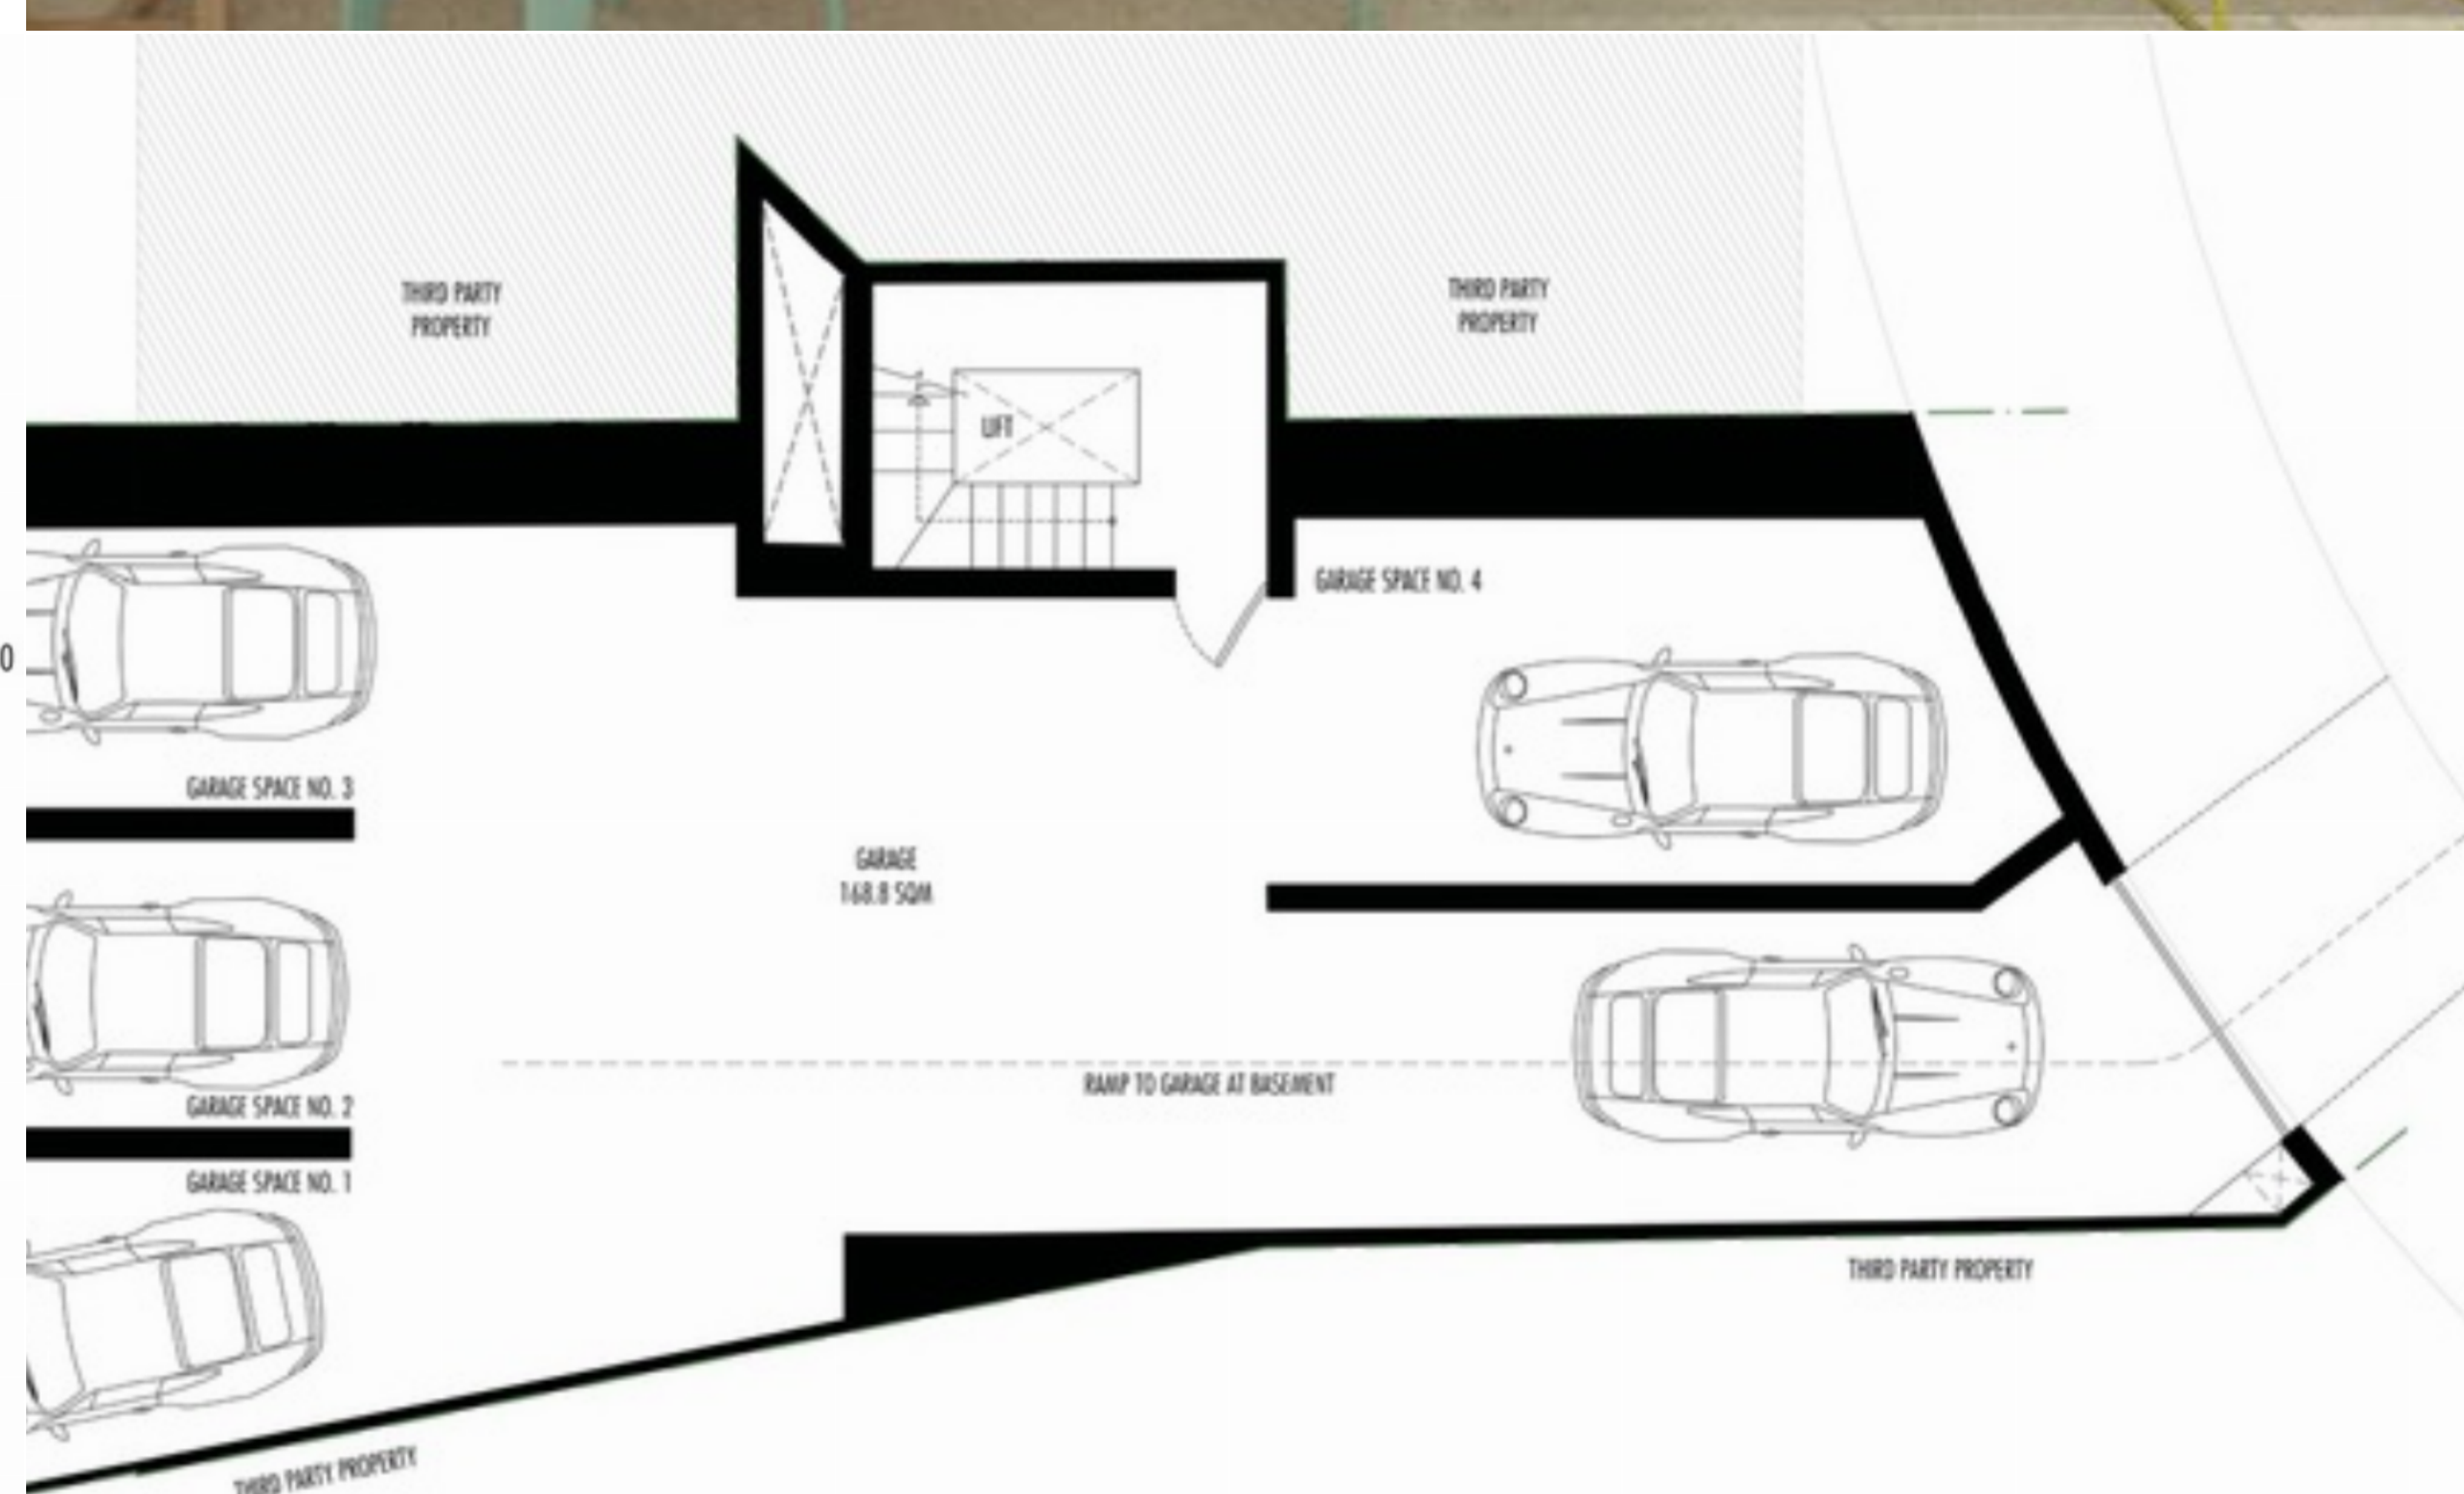 THIRD PARTY
PROPERTY
THIRD PARTY
PROPERTY
LIFT
GARAGE SPACE NO. 4
0
GARAGE SPACE NO. 3
GARAGE
168.8 SQM
RAMP TO GARAGE AT BASEMENT
GARAGE SPACE NO. 2
GARAGE SPACE NO. 1
THIRD PARTY PROPERTY
THIRD PARTY PROPERTY